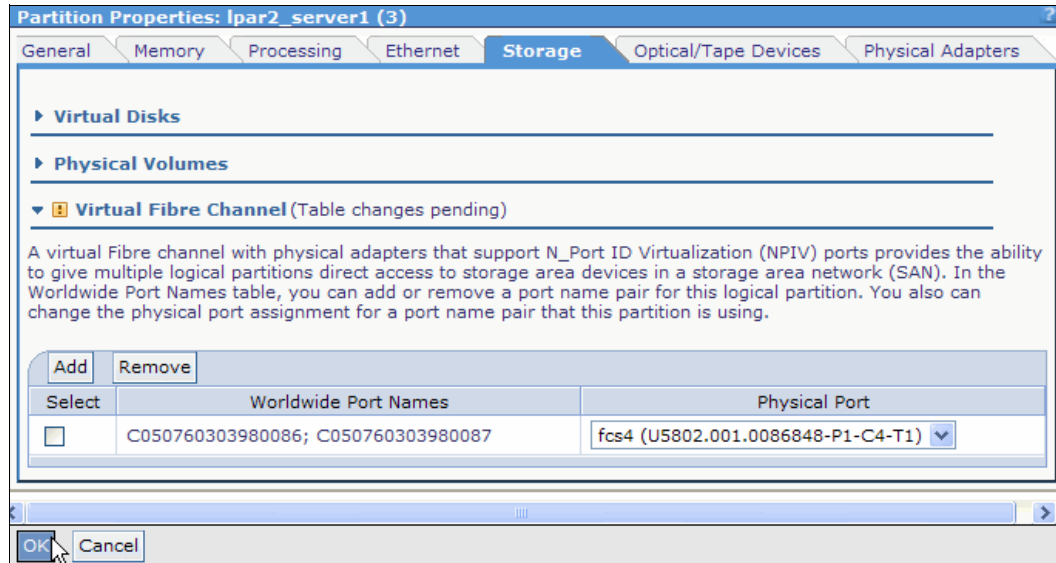 Partition Properties: lpar2_server1 (3)
?
General Memory Processing Ethernet Storage Optical/Tape Devices Physical Adapters
Virtual Disks
Physical Volumes
Virtual Fibre Channel (Table changes pending)
A virtual Fibre channel with physical adapters that support N_Port ID Virtualization (NPIV) ports provides the ability
to give multiple logical partitions direct access to storage area devices in a storage area network (SAN). In the
Worldwide Port Names table, you can add or remove a port name pair for this logical partition. You also can
change the physical port assignment for a port name pair that this partition is using.
Add Remove
Select Worldwide Port Names Physical Port
C050760303980086; C050760303980087 fcs4 (U5802.001.0086848-P1-C4-T1)
OK Cancel